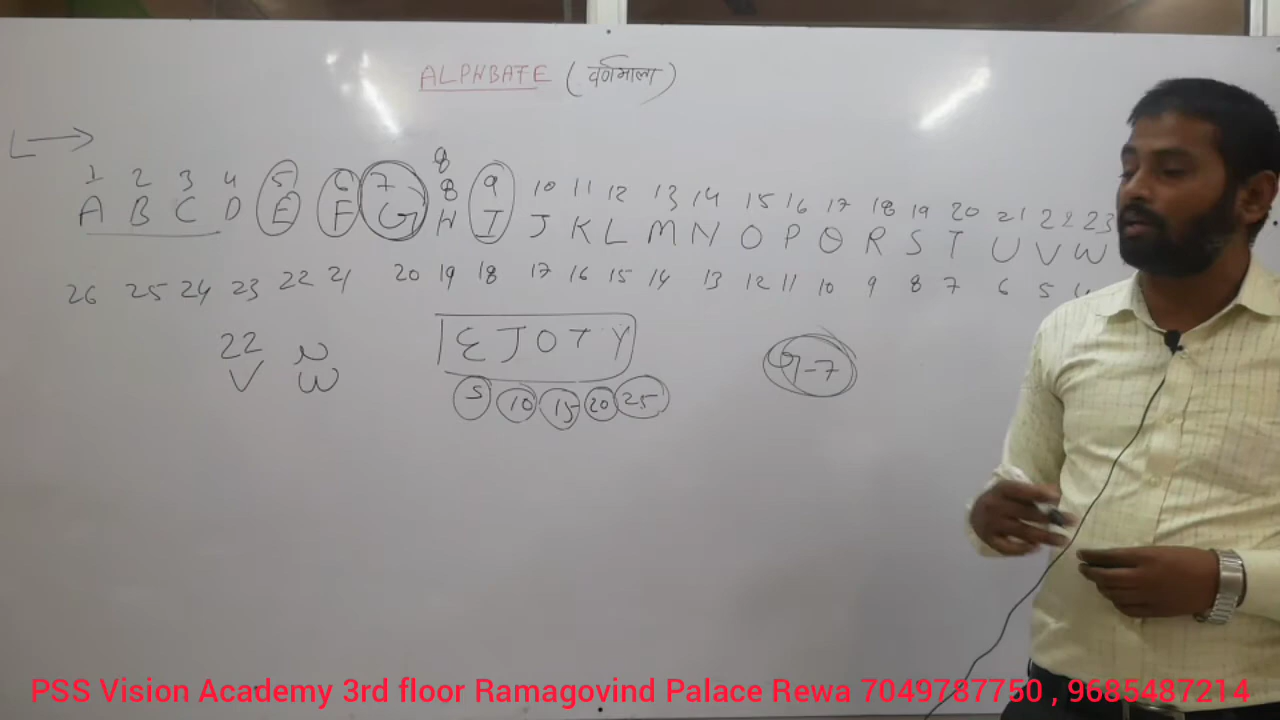 ALPHBATE (वर्णमाला)
L →
8
1 2 3 4 5 6 7 8 9 10 11 12 13 14 15 16 17 18 19 20 21 22 23
A B C D E F G H I J K L M N O P Q R S T U V W
26 25 24 23 22 21 20 19 18 17 16 15 14 13 12 11 10 9 8 7 6 5 4
22
V W
EJOTY
5 10 15 20 25
G-7
PSS Vision Academy 3rd floor Ramagovind Palace Rewa 7049787750 , 9685487214